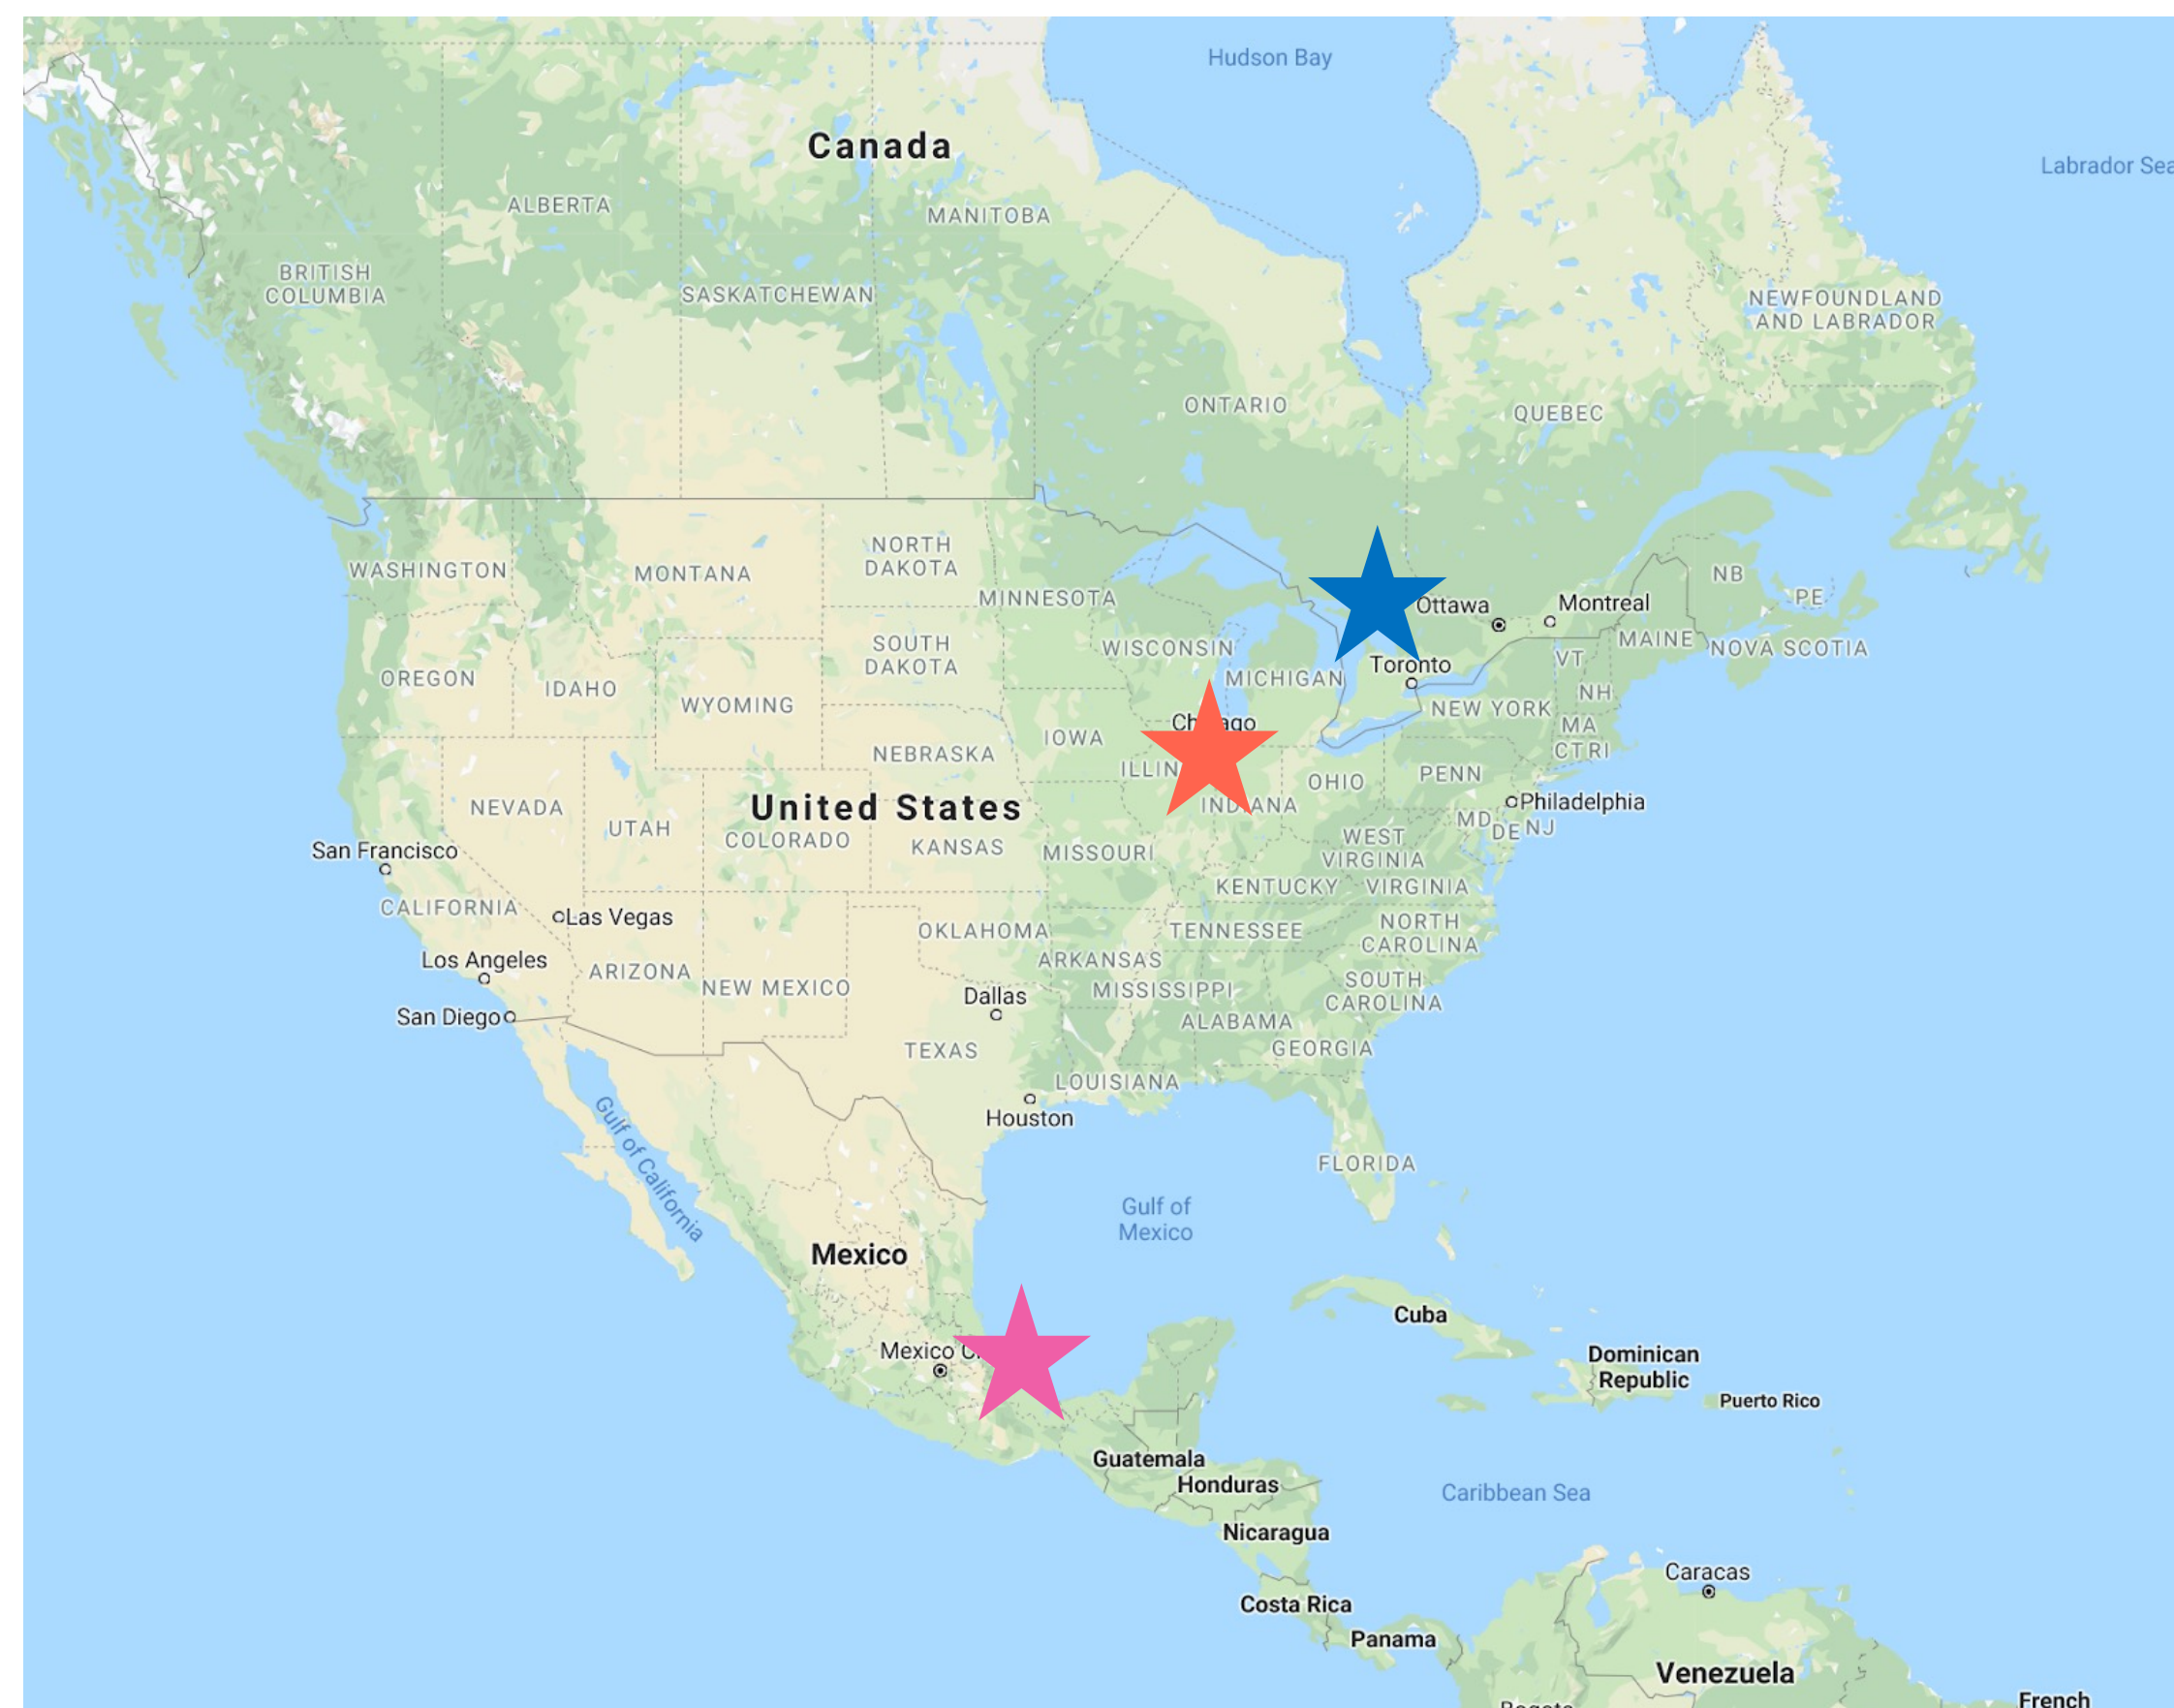 Hudson Bay
Labrador Sea
Canada
ALBERTA
MANITOBA
BRITISH
COLUMBIA
SASKATCHEWAN
NEWFOUNDLAND
AND LABRADOR
ONTARIO
QUEBEC
WASHINGTON
MONTANA
NORTH
DAKOTA
MINNESOTA
Ottawa
Montreal
NB
PE
MAINE
NOVA SCOTIA
OREGON
IDAHO
WYOMING
SOUTH
DAKOTA
WISCONSIN
MICHIGAN
Toronto
VT
NH
NEW YORK
MA
CT RI
IOWA
NEBRASKA
ILLIN
INDIANA
OHIO
PENN
Philadelphia
MD
DE
NJ
NEVADA
UTAH
United States
COLORADO
KANSAS
MISSOURI
WEST
VIRGINIA
KENTUCKY
VIRGINIA
San Francisco
CALIFORNIA
Las Vegas
Los Angeles
ARIZONA
NEW MEXICO
OKLAHOMA
ARKANSAS
TENNESSEE
NORTH
CAROLINA
San Diego
Dallas
MISSISSIPPI
SOUTH
CAROLINA
ALABAMA
TEXAS
GEORGIA
LOUISIANA
Houston
FLORIDA
Gulf of California
Gulf of
Mexico
Mexico
Mexico
Cuba
Dominican
Republic
Puerto Rico
Guatemala
Honduras
Caribbean Sea
Nicaragua
Caracas
Costa Rica
Panama
Venezuela
French